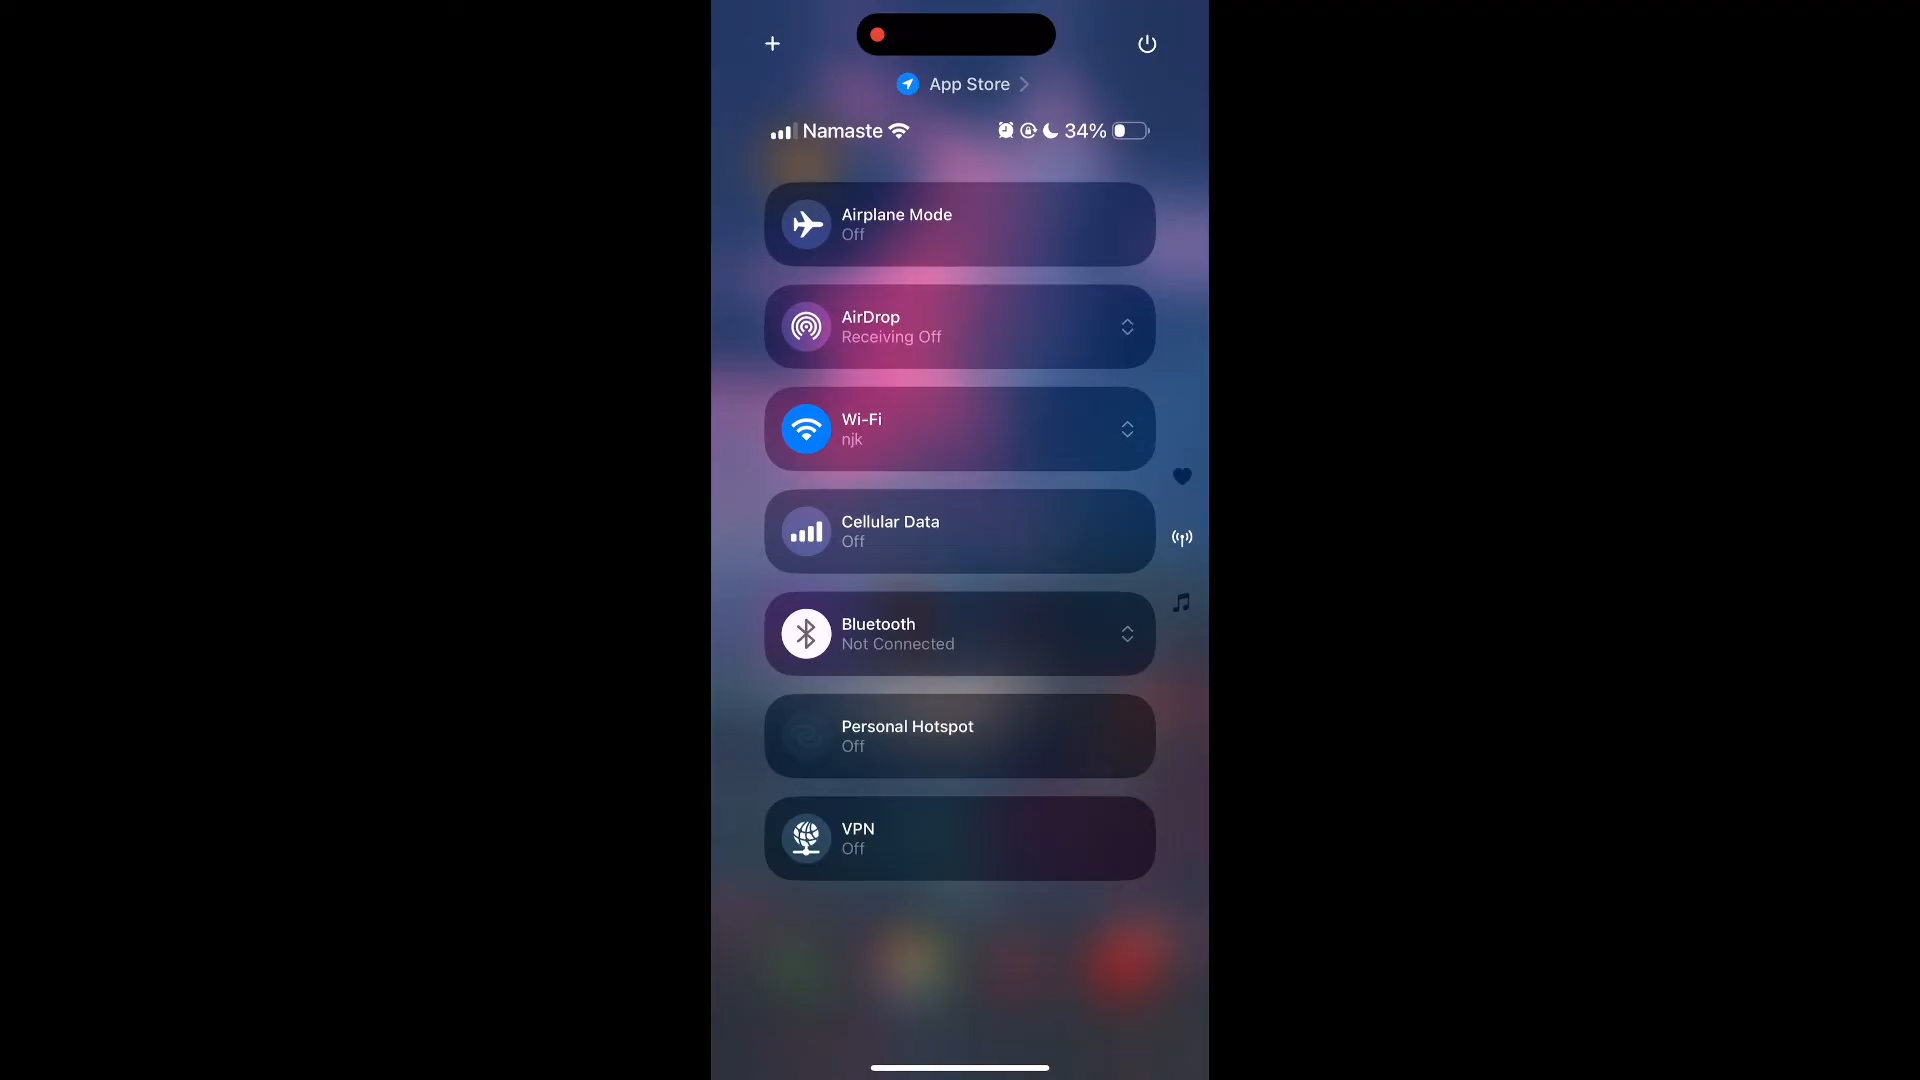 App Store
Namaste 34%
Airplane Mode
Off
AirDrop
Receiving Off
Wi-Fi
njk
Cellular Data
Off
Bluetooth
Not Connected
Personal Hotspot
Off
VPN
Off